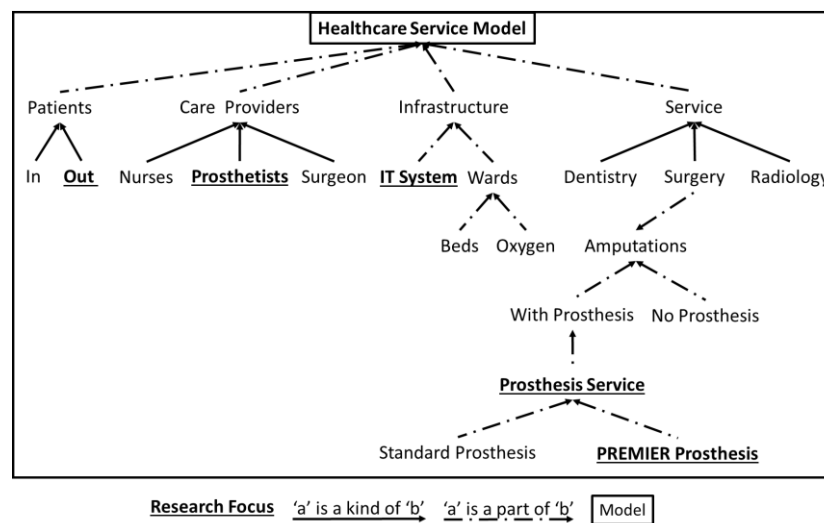 Healthcare Service Model
Patients Care Providers Infrastructure Service
In Out Nurses Prosthetists Surgeon IT System Wards Dentistry Surgery Radiology
Beds Oxygen Amputations
With Prosthesis No Prosthesis
Prosthesis Service
Standard Prosthesis PREMIER Prosthesis
Research Focus ‘a’ is a kind of ‘b’ ‘a’ is a part of ‘b’ Model